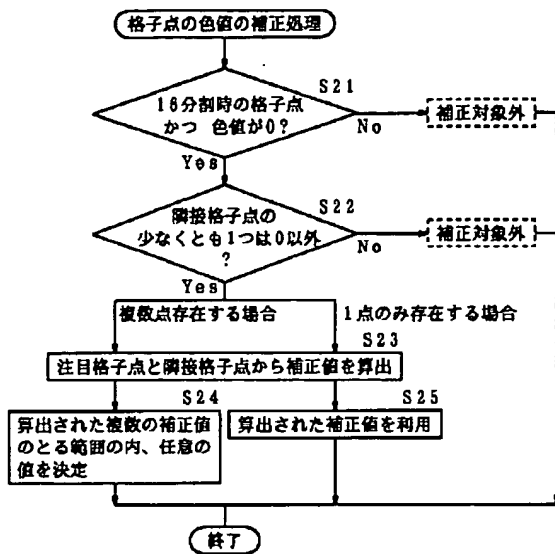 格子点の色値の補正処理
S21
16分割時の格子点
かつ 色値が0?
No
補正対象外
Yes
S22
隣接格子点の
少なくとも1つは0以外
?
No
補正対象外
Yes
複数点存在する場合
1点のみ存在する場合
S23
注目格子点と隣接格子点から補正値を算出
S24
算出された複数の補正値
のとる範囲の内、任意の
値を決定
S25
算出された補正値を利用
終了